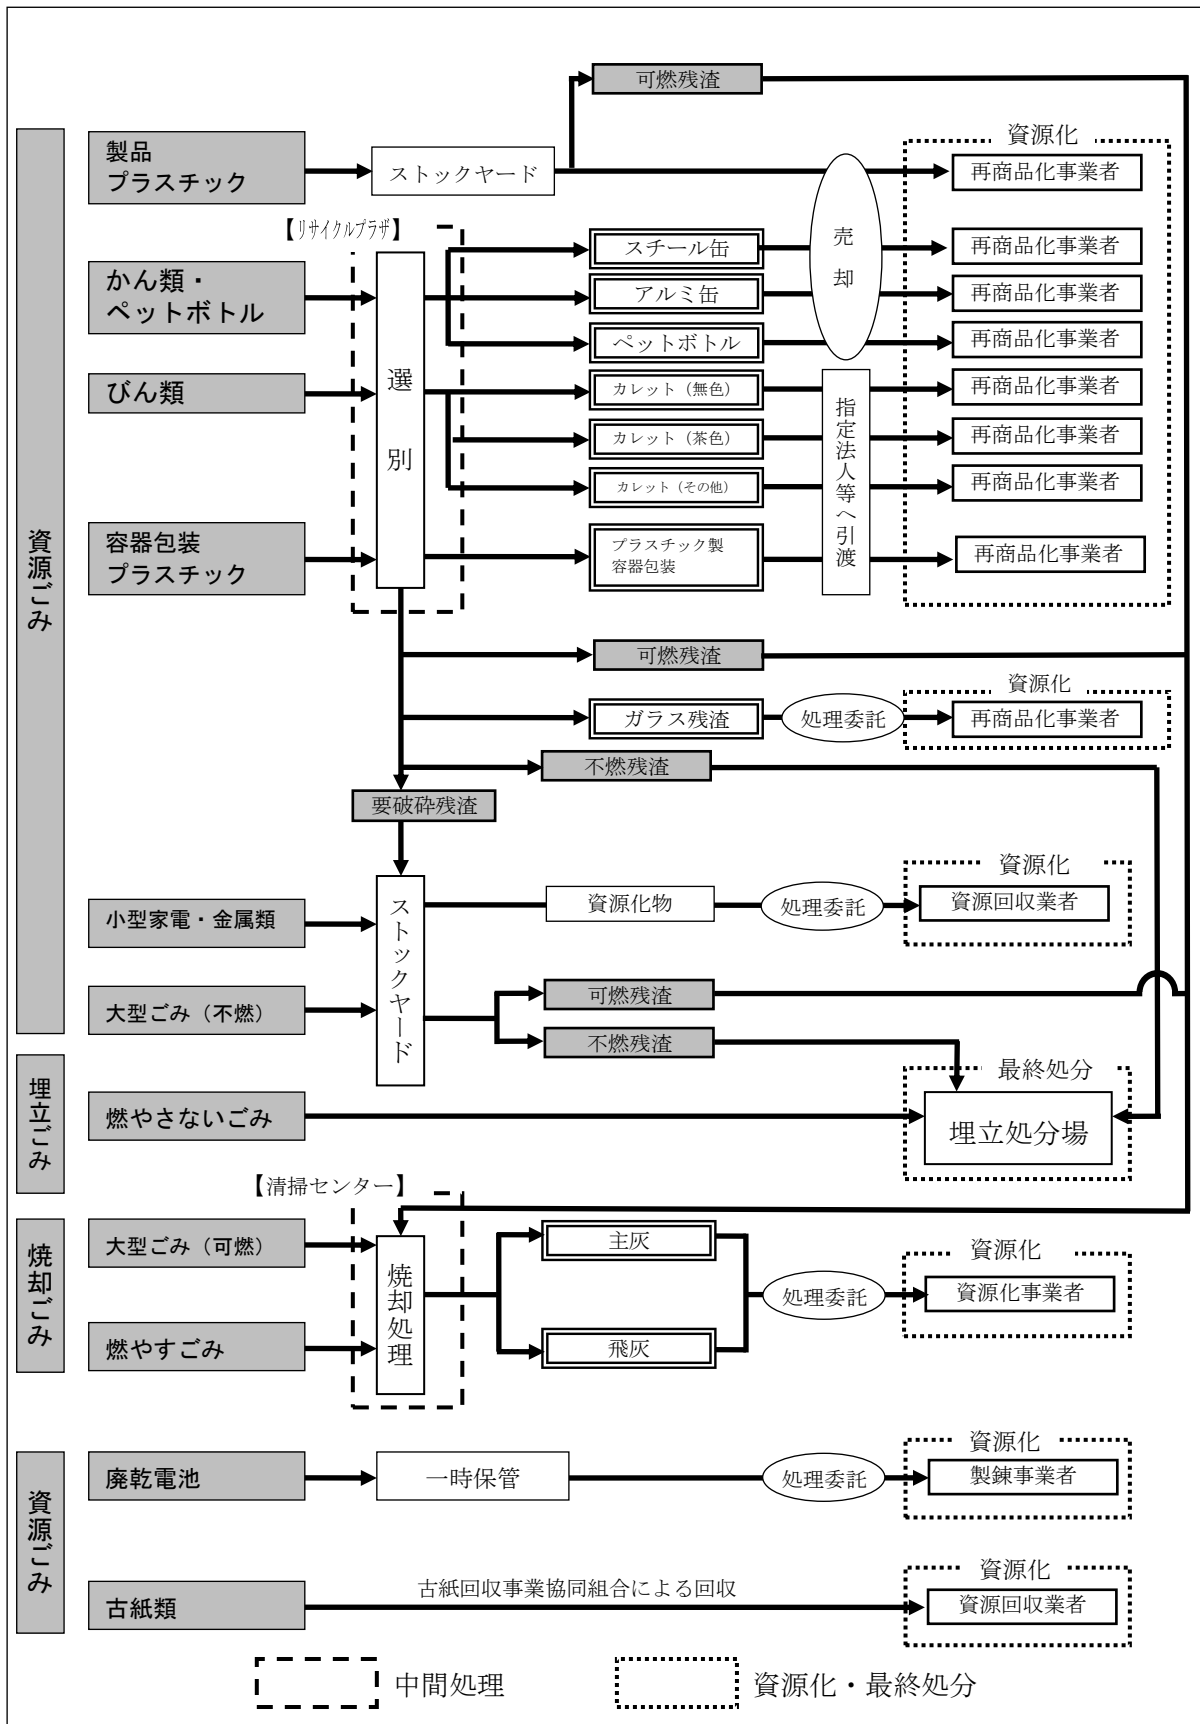 可燃残渣
資源ごみ
製品
プラスチック
ストックヤード
売却
資源化
再商品化事業者
【リサイクルプラザ】
かん類・
ペットボトル
選別
スチール缶
再商品化事業者
アルミ缶
再商品化事業者
ペットボトル
再商品化事業者
びん類
カレット（無色）
指定法人等へ引渡
再商品化事業者
カレット（茶色）
再商品化事業者
カレット（その他）
再商品化事業者
容器包装
プラスチック
プラスチック製
容器包装
再商品化事業者
可燃残渣
ガラス残渣
処理委託
資源化
再商品化事業者
不燃残渣
要破砕残渣
小型家電・金属類
ストックヤード
資源化物
処理委託
資源化
資源回収業者
大型ごみ（不燃）
可燃残渣
不燃残渣
埋立ごみ
燃やさないごみ
最終処分
埋立処分場
【清掃センター】
焼却ごみ
大型ごみ（可燃）
焼却処理
主灰
処理委託
資源化
資源化事業者
燃やすごみ
飛灰
資源ごみ
廃乾電池
一時保管
処理委託
資源化
製錬事業者
古紙類
古紙回収事業協同組合による回収
資源化
資源回収業者
中間処理
資源化・最終処分